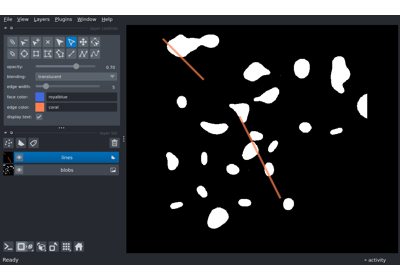 File View Layers Plugins Window Help
opacity: 0.70
blending: translucent
edge width: 5
face color: royalblue
edge color: coral
display text:
lines
blobs
Ready
activity